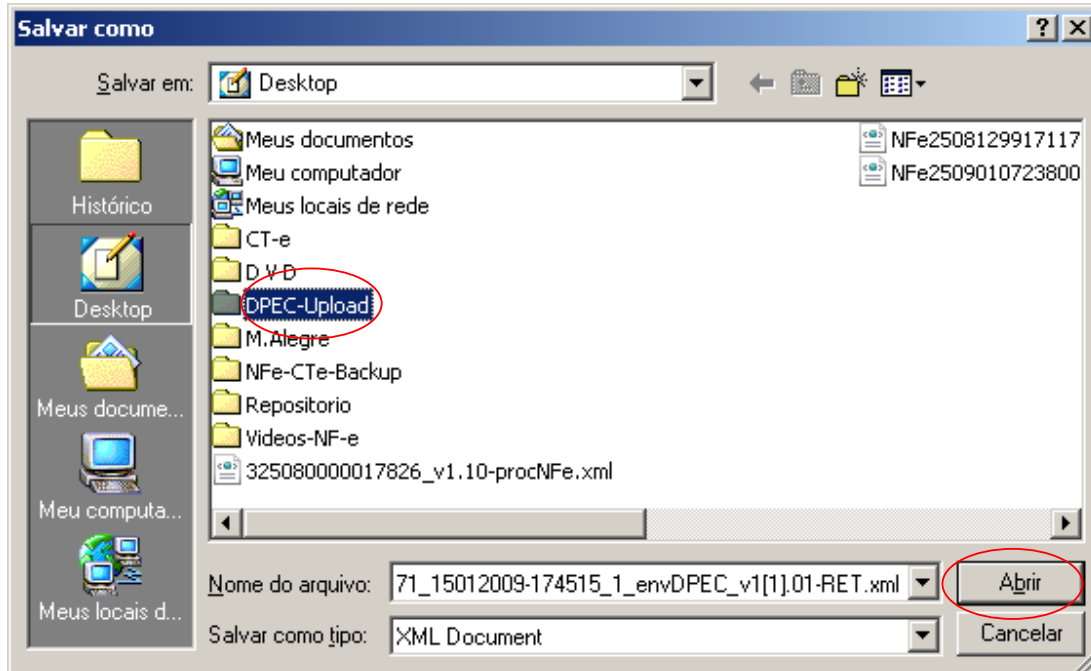 Salvar como
Salvar em: Desktop
Histórico
Desktop
Meus docume...
Meu computa...
Meus locais d...
Meus documentos
Meu computador
Meus locais de rede
CT-e
D.V.D
DPEC-Upload
M.Alegre
NFe-CTe-Backup
Repositorio
Videos-NF-e
325080000017826_v1.10-procNFe.xml
NFe2508129917117
NFe2509010723800
Nome do arquivo: 71_15012009-174515_1_envDPEC_v1[1].01-RET.xml Abrir
Salvar como tipo: XML Document Cancelar